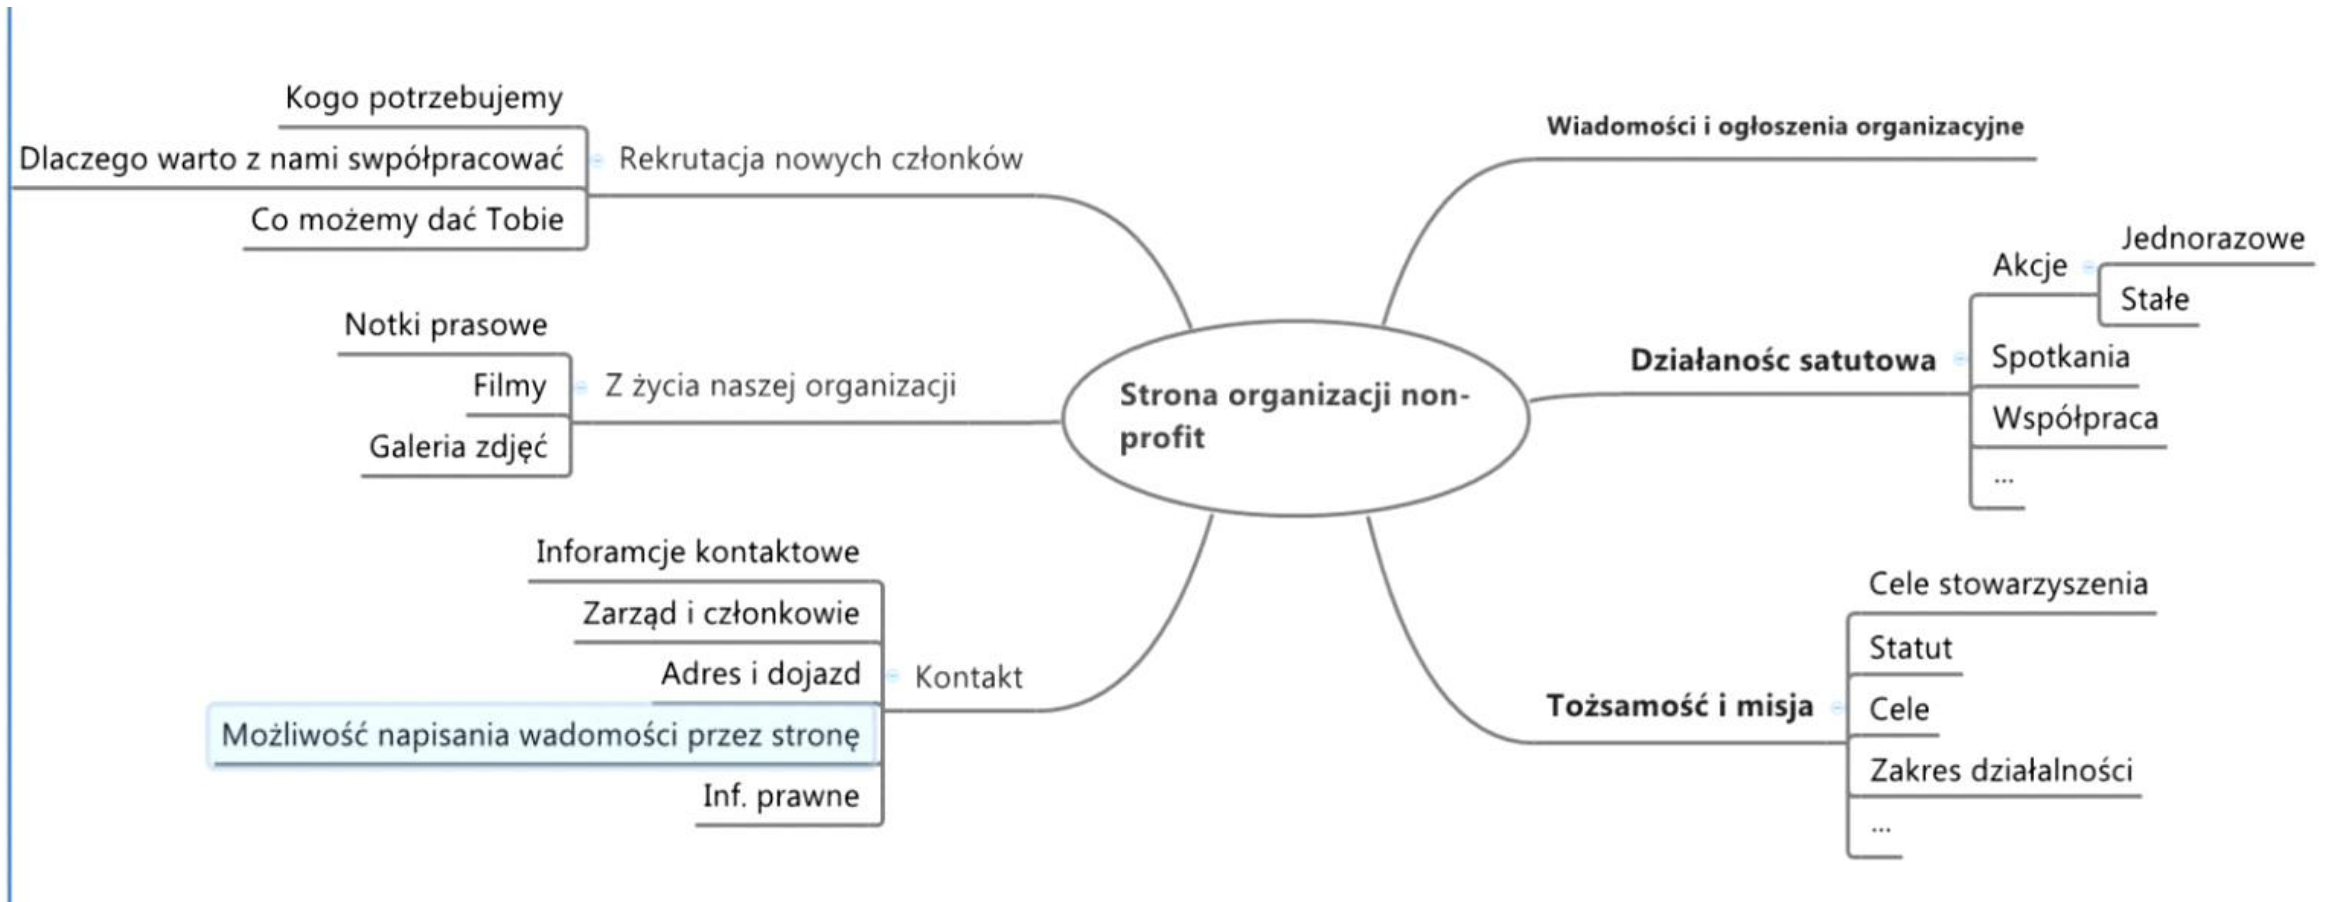 Kogo potrzebujemy
Dlaczego warto z nami swpółpracować
Co możemy dać Tobie
Rekrutacja nowych członków
Notki prasowe
Filmy
Galeria zdjęć
Z życia naszej organizacji
Inforamcje kontaktowe
Zarząd i członkowie
Adres i dojazd
Możliwość napisania wadomości przez stronę
Inf. prawne
Kontakt
Strona organizacji non-
profit
Wiadomości i ogłoszenia organizacyjne
Działanośc satutowa
Akcje
Jednorazowe
Stałe
Spotkania
Współpraca
...
Tożsamość i misja
Cele stowarzyszenia
Statut
Cele
Zakres działalności
...